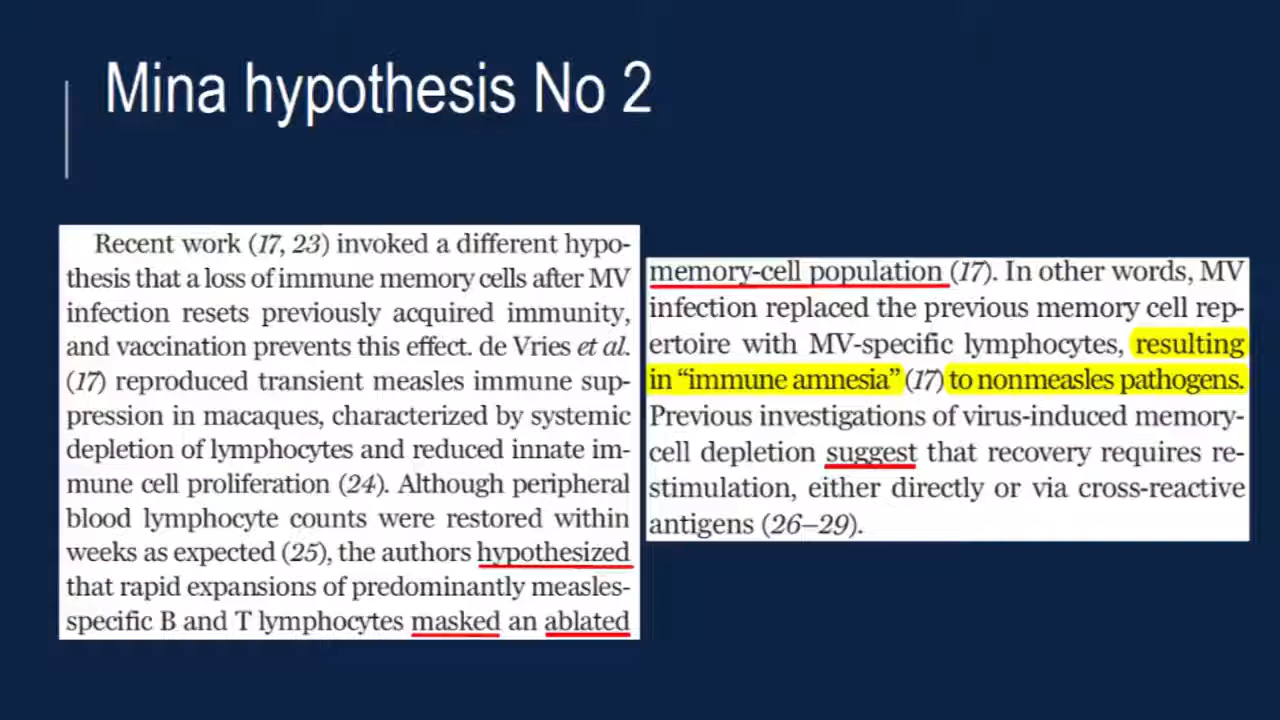 Mina hypothesis No 2
Recent work (17, 23) invoked a different hypo-
thesis that a loss of immune memory cells after MV
infection resets previously acquired immunity,
and vaccination prevents this effect. de Vries et al.
(17) reproduced transient measles immune sup-
pression in macaques, characterized by systemic
depletion of lymphocytes and reduced innate im-
mune cell proliferation (24). Although peripheral
blood lymphocyte counts were restored within
weeks as expected (25), the authors hypothesized
that rapid expansions of predominantly measles-
specific B and T lymphocytes masked an ablated
memory-cell population (17). In other words, MV
infection replaced the previous memory cell rep-
ertoire with MV-specific lymphocytes, resulting
in “immune amnesia” (17) to nonmeasles pathogens.
Previous investigations of virus-induced memory-
cell depletion suggest that recovery requires re-
stimulation, either directly or via cross-reactive
antigens (26–29).